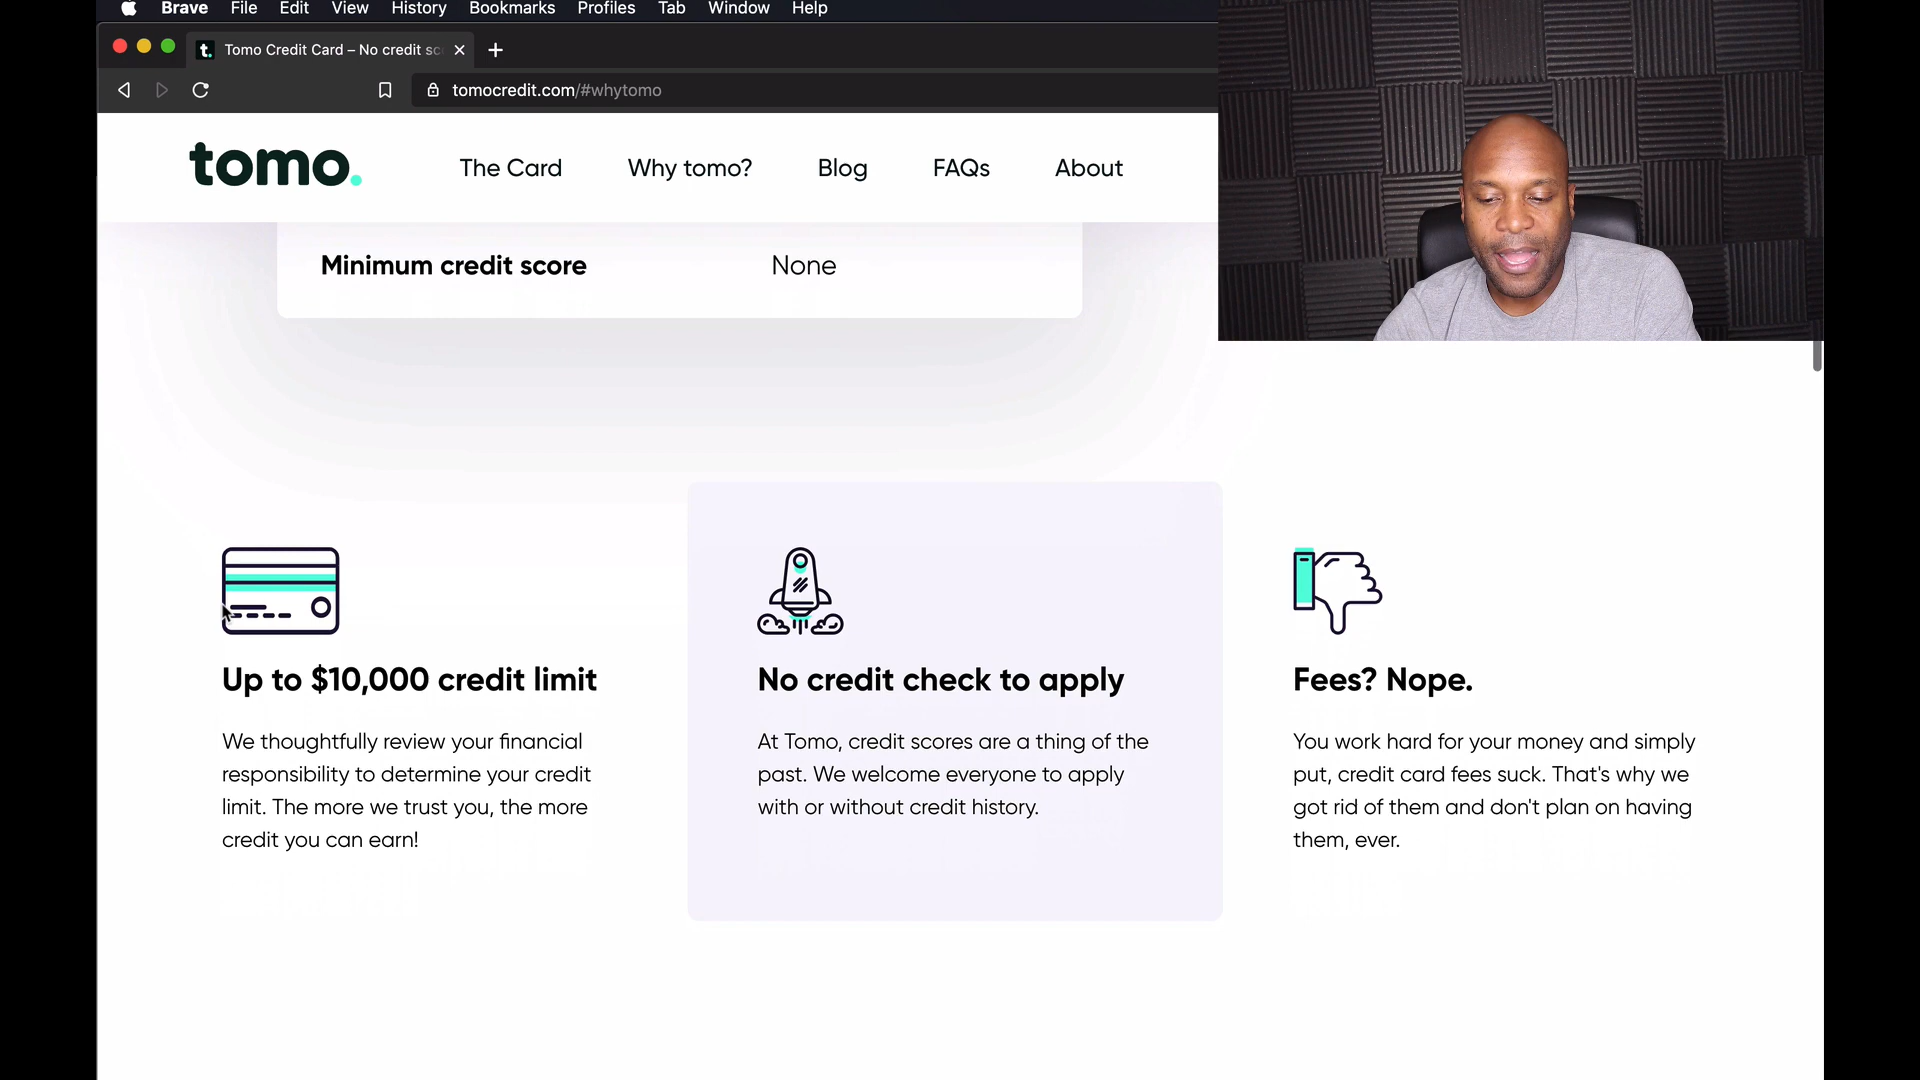 Brave File Edit View History Bookmarks Profiles Tab Window Help
t. Tomo Credit Card – No credit sc
tomocredit.com/#whytomo
tomo. The Card Why tomo? Blog FAQs About
Minimum credit score None
Up to $10,000 credit limit
We thoughtfully review your financial
responsibility to determine your credit
limit. The more we trust you, the more
credit you can earn!
No credit check to apply
At Tomo, credit scores are a thing of the
past. We welcome everyone to apply
with or without credit history.
Fees? Nope.
You work hard for your money and simply
put, credit card fees suck. That's why we
got rid of them and don't plan on having
them, ever.